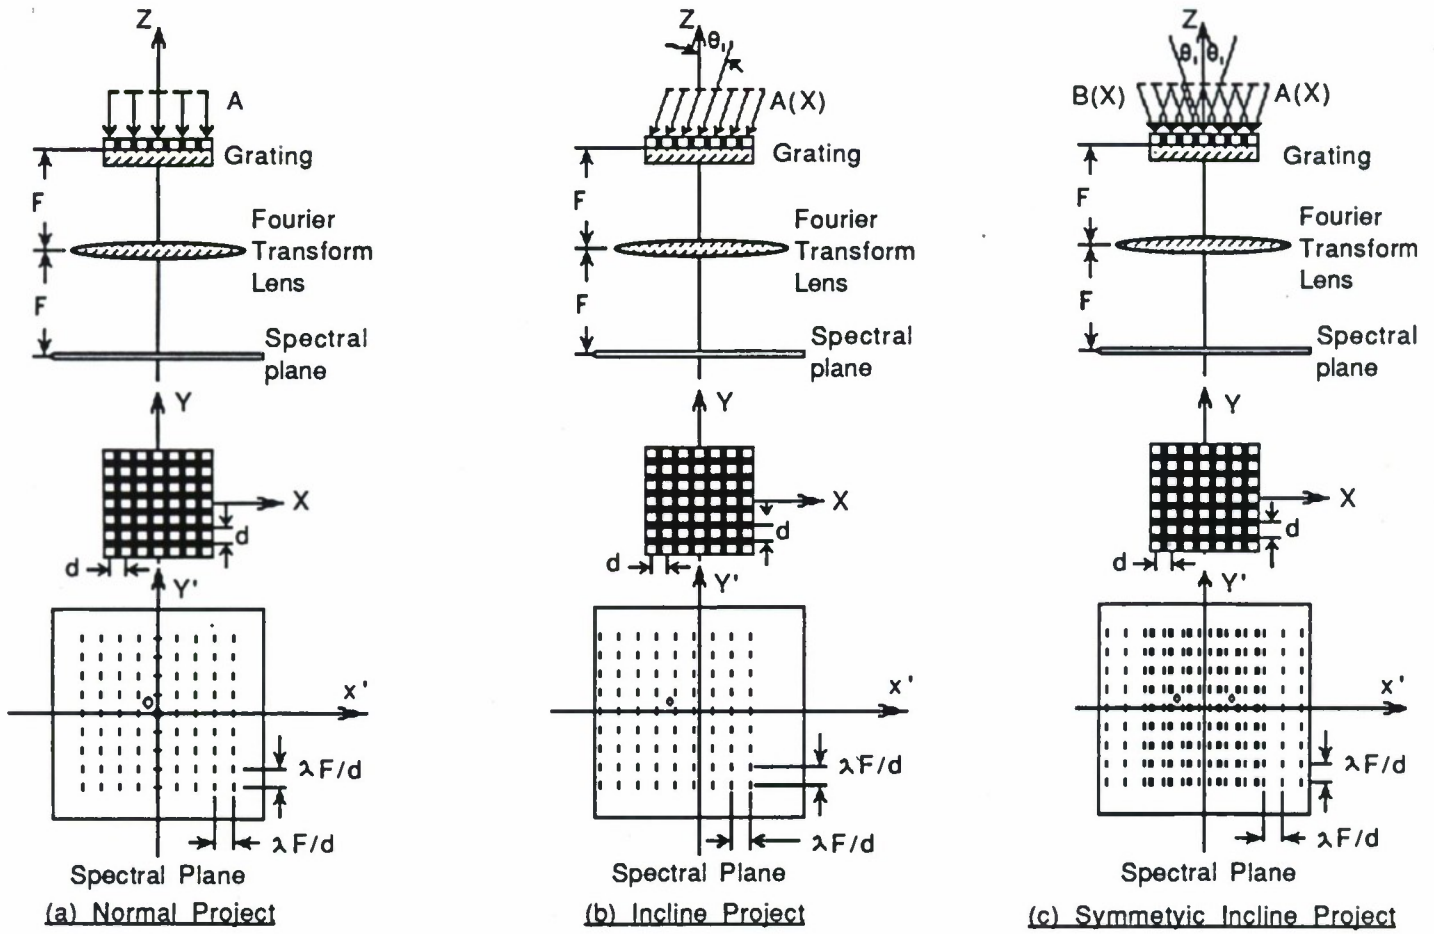 Z
A
Grating
F
Fourier
Transform
Lens
F
Spectral
plane
Y
X
d
d
Y'
o
x'
λF/d
λF/d
Spectral Plane
(a) Normal Project
Z
θ₁
A(X)
Grating
F
Fourier
Transform
Lens
F
Spectral
plane
Y
X
d
d
Y'
o
x'
λF/d
λF/d
Spectral Plane
(b) Incline Project
Z
θ₁ θ₁
B(X) A(X)
Grating
F
Fourier
Transform
Lens
F
Spectral
plane
Y
X
d
d
Y'
o o
x'
λF/d
λF/d
Spectral Plane
(c) Symmetyic Incline Project